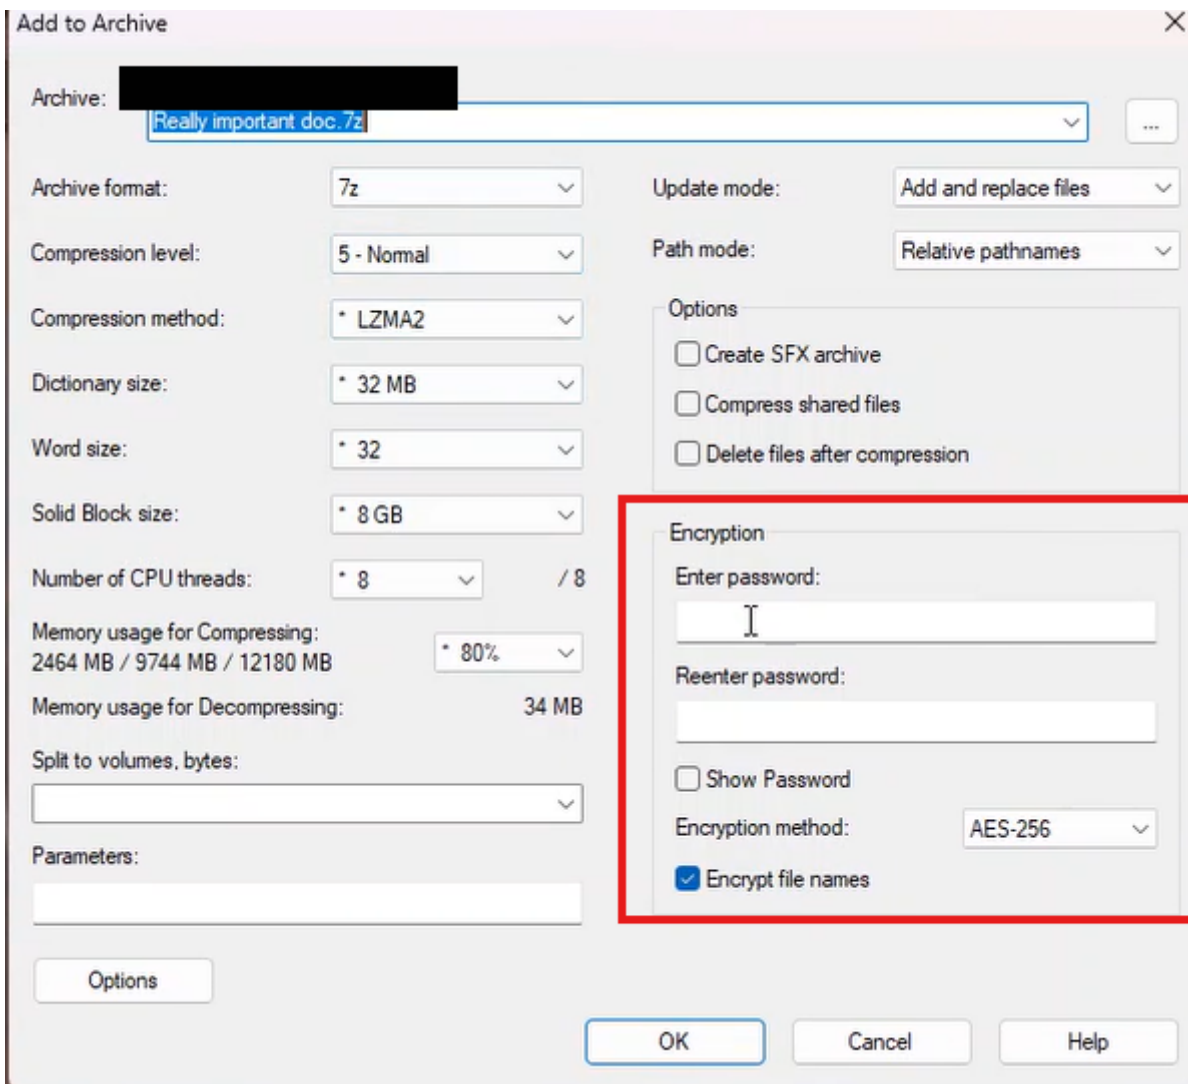 Add to Archive
Archive:
Really important doc.7z
...
Archive format:
7z
Update mode:
Add and replace files
Compression level:
5 - Normal
Path mode:
Relative pathnames
Compression method:
* LZMA2
Options
Create SFX archive
Dictionary size:
* 32 MB
Compress shared files
Word size:
* 32
Delete files after compression
Solid Block size:
* 8 GB
Encryption
Number of CPU threads:
* 8
/ 8
Enter password:
Memory usage for Compressing:
2464 MB / 9744 MB / 12180 MB
* 80%
Reenter password:
Memory usage for Decompressing:
34 MB
Split to volumes, bytes:
Show Password
Encryption method:
AES-256
Parameters:
Encrypt file names
Options
OK
Cancel
Help